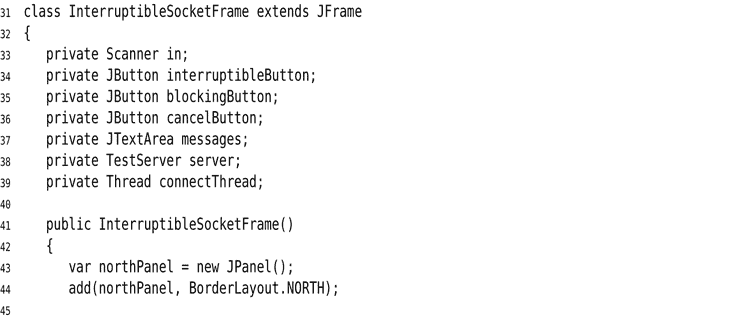 31 class InterruptibleSocketFrame extends JFrame
32 {
33    private Scanner in;
34    private JButton interruptibleButton;
35    private JButton blockingButton;
36    private JButton cancelButton;
37    private JTextArea messages;
38    private TestServer server;
39    private Thread connectThread;
40
41    public InterruptibleSocketFrame()
42    {
43       var northPanel = new JPanel();
44       add(northPanel, BorderLayout.NORTH);
45